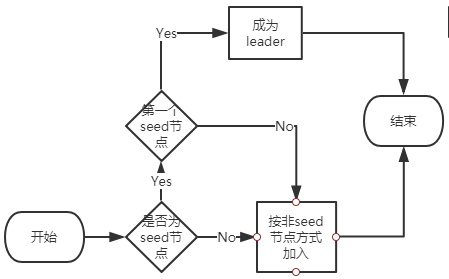 Yes
成为
leader
第一个
seed节
点
No
结束
Yes
开始
是否为
seed节
点
No
按非seed
节点方式
加入